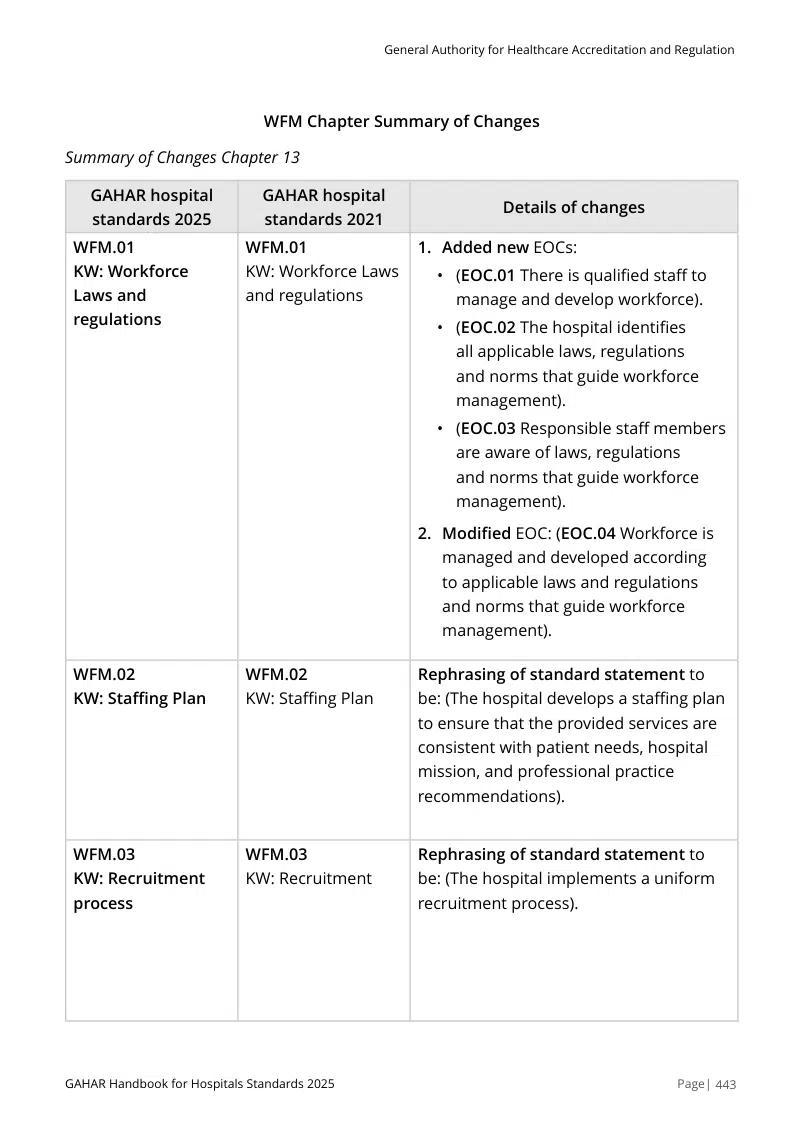 General Authority for Healthcare Accreditation and Regulation
WFM Chapter Summary of Changes
Summary of Changes Chapter 13
GAHAR hospital
standards 2025
GAHAR hospital
standards 2021
Details of changes
WFM.01
KW: Workforce
Laws and
regulations
WFM.01
KW: Workforce Laws
and regulations
1. Added new EOCs:
• (EOC.01 There is qualified staff to
manage and develop workforce).
• (EOC.02 The hospital identifies
all applicable laws, regulations
and norms that guide workforce
management).
• (EOC.03 Responsible staff members
are aware of laws, regulations
and norms that guide workforce
management).
2. Modified EOC: (EOC.04 Workforce is
managed and developed according
to applicable laws and regulations
and norms that guide workforce
management).
WFM.02
KW: Staffing Plan
WFM.02
KW: Staffing Plan
Rephrasing of standard statement to
be: (The hospital develops a staffing plan
to ensure that the provided services are
consistent with patient needs, hospital
mission, and professional practice
recommendations).
WFM.03
KW: Recruitment
process
WFM.03
KW: Recruitment
Rephrasing of standard statement to
be: (The hospital implements a uniform
recruitment process).
GAHAR Handbook for Hospitals Standards 2025
Page| 443